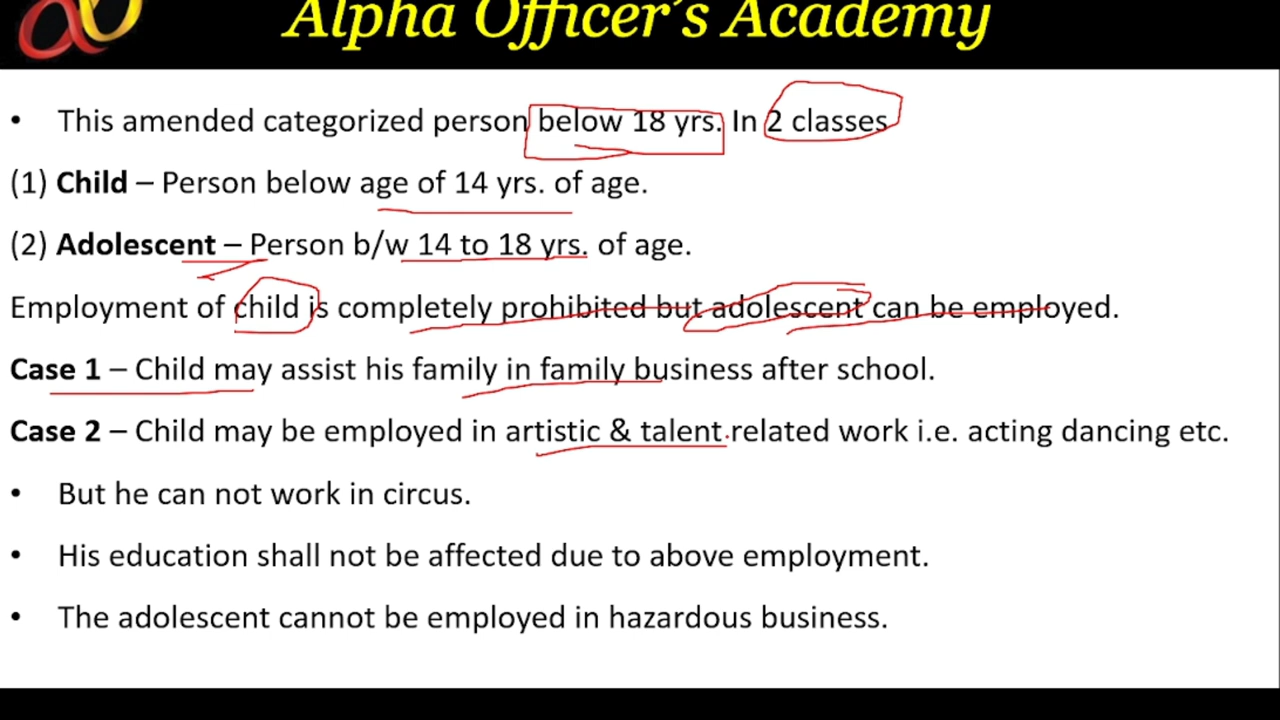 Alpha Officer's Academy
• This amended categorized person below 18 yrs. In 2 classes
(1) Child – Person below age of 14 yrs. of age.
(2) Adolescent – Person b/w 14 to 18 yrs. of age.
Employment of child is completely prohibited but adolescent can be employed.
Case 1 – Child may assist his family in family business after school.
Case 2 – Child may be employed in artistic & talent related work i.e. acting dancing etc.
• But he can not work in circus.
• His education shall not be affected due to above employment.
• The adolescent cannot be employed in hazardous business.